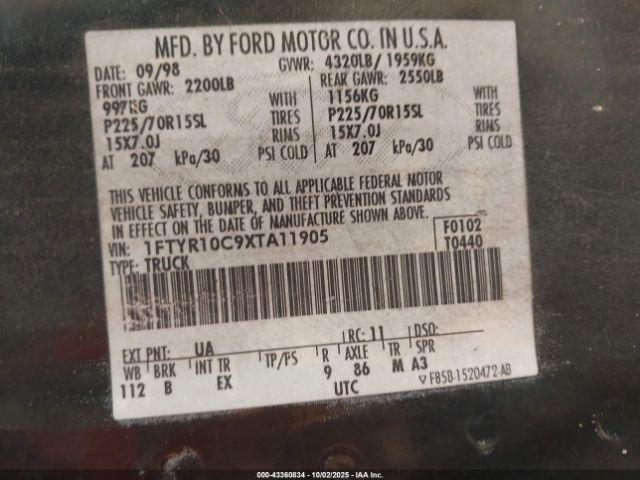 MFD. BY FORD MOTOR CO. IN U.S.A.
DATE: 09/98 GVWR: 4320LB/ 1959KG
FRONT GAWR: 2200LB REAR GAWR: 2550LB
997KG WITH 1156KG WITH
P225/70R15SL TIRES P225/70R15SL TIRES
15X7.0J RIMS 15X7.0J RIMS
AT 207 kPa/30 PSI COLD AT 207 kPa/30 PSI COLD
THIS VEHICLE CONFORMS TO ALL APPLICABLE FEDERAL MOTOR
VEHICLE SAFETY, BUMPER, AND THEFT PREVENTION STANDARDS
IN EFFECT ON THE DATE OF MANUFACTURE SHOWN ABOVE.
VIN: 1FTYR10C9XTA11905 F0102
TYPE: TRUCK T0440
EXT PNT: UA RC: 11 DSO:
WB BRK INT TR TP/PS R AXLE TR SPR
112 B EX 9 86 M A3
UTC F85B-1520472-AB
000-43360834 - 10/02/2025 - IAA Inc.